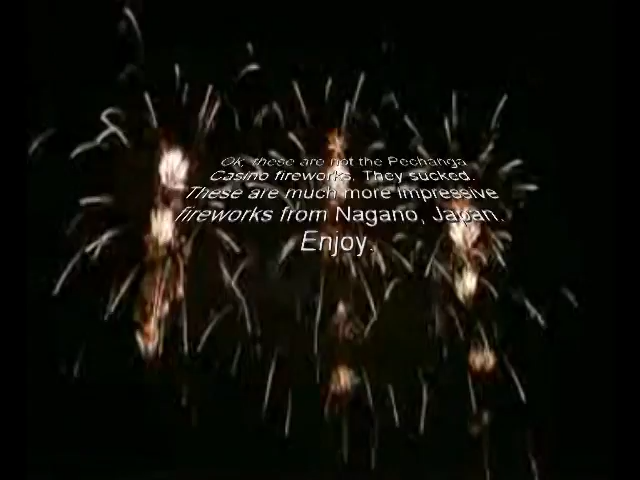 Ok, these are not the Pechanga
Casino fireworks. They sucked.
These are much more impressive
fireworks from Nagano, Japan.
Enjoy.